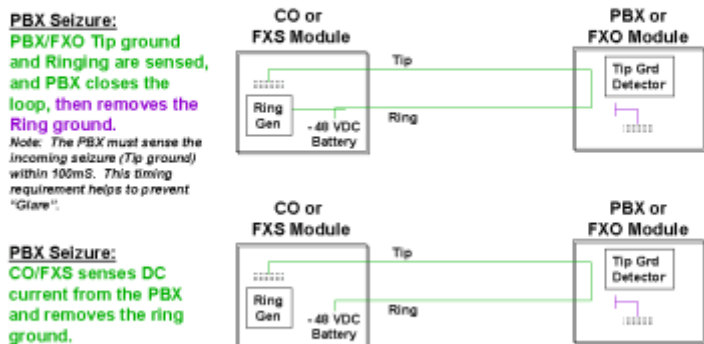 PBX Seizure:
PBX/FXO Tip ground
and Ringing are sensed,
and PBX closes the
loop, then removes the
Ring ground.
Note: The PBX must sense the
incoming seizure (Tip ground)
within 100mS. This timing
requirement helps to prevent
"Glare".
CO or
FXS Module
Ring
Gen
- 48 VDC
Battery
Tip
Ring
PBX or
FXO Module
Tip Grd
Detector
PBX Seizure:
CO/FXS senses DC
current from the PBX
and removes the ring
ground.
CO or
FXS Module
Ring
Gen
- 48 VDC
Battery
Tip
Ring
PBX or
FXO Module
Tip Grd
Detector